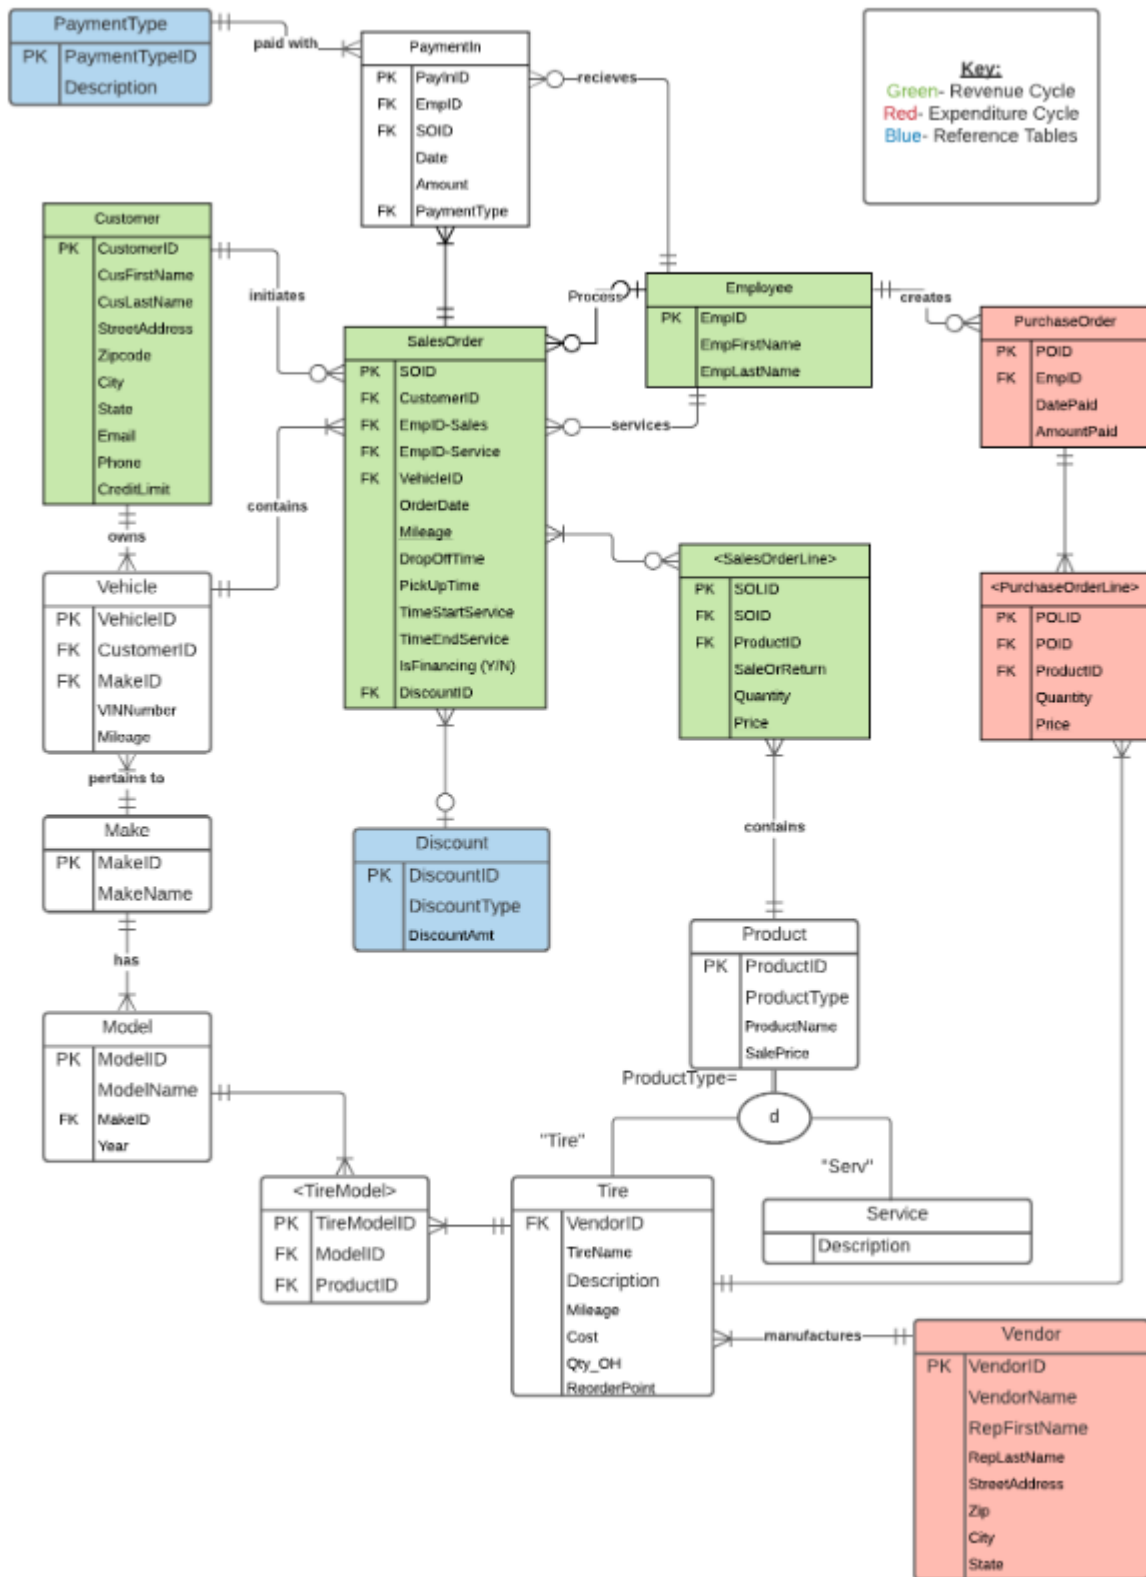 PaymentType
PK PaymentTypeID
Description
paid with
PaymentIn
PK PayInID
FK EmpID
FK SOID
Date
Amount
FK PaymentType
recieves
Key:
Green- Revenue Cycle
Red- Expenditure Cycle
Blue- Reference Tables
Customer
PK CustomerID
CusFirstName
CusLastName
StreetAddress
Zipcode
City
State
Email
Phone
CreditLimit
initiates
Process
Employee
PK EmpID
EmpFirstName
EmpLastName
creates
PurchaseOrder
PK POID
FK EmpID
DatePaid
AmountPaid
SalesOrder
PK SOID
FK CustomerID
FK EmpID-Sales
FK EmpID-Service
FK VehicleID
OrderDate
Mileage
DropOffTime
PickUpTime
TimeStartService
TimeEndService
IsFinancing (Y/N)
FK DiscountID
services
contains
owns
Vehicle
PK VehicleID
FK CustomerID
FK MakeID
VINNumber
Mileage
<SalesOrderLine>
PK SOLID
FK SOID
FK ProductID
SaleOrReturn
Quantity
Price
<PurchaseOrderLine>
PK POLID
FK POID
FK ProductID
Quantity
Price
pertains to
Make
PK MakeID
MakeName
Discount
PK DiscountID
DiscountType
DiscountAmt
contains
has
Product
PK ProductID
ProductType
ProductName
SalePrice
Model
PK ModelID
ModelName
FK MakeID
Year
ProductType=
d
"Tire"
"Serv"
<TireModel>
PK TireModelID
FK ModelID
FK ProductID
Tire
FK VendorID
TireName
Description
Mileage
Cost
Qty_OH
ReorderPoint
Service
Description
manufactures
Vendor
PK VendorID
VendorName
RepFirstName
RepLastName
StreetAddress
Zip
City
State